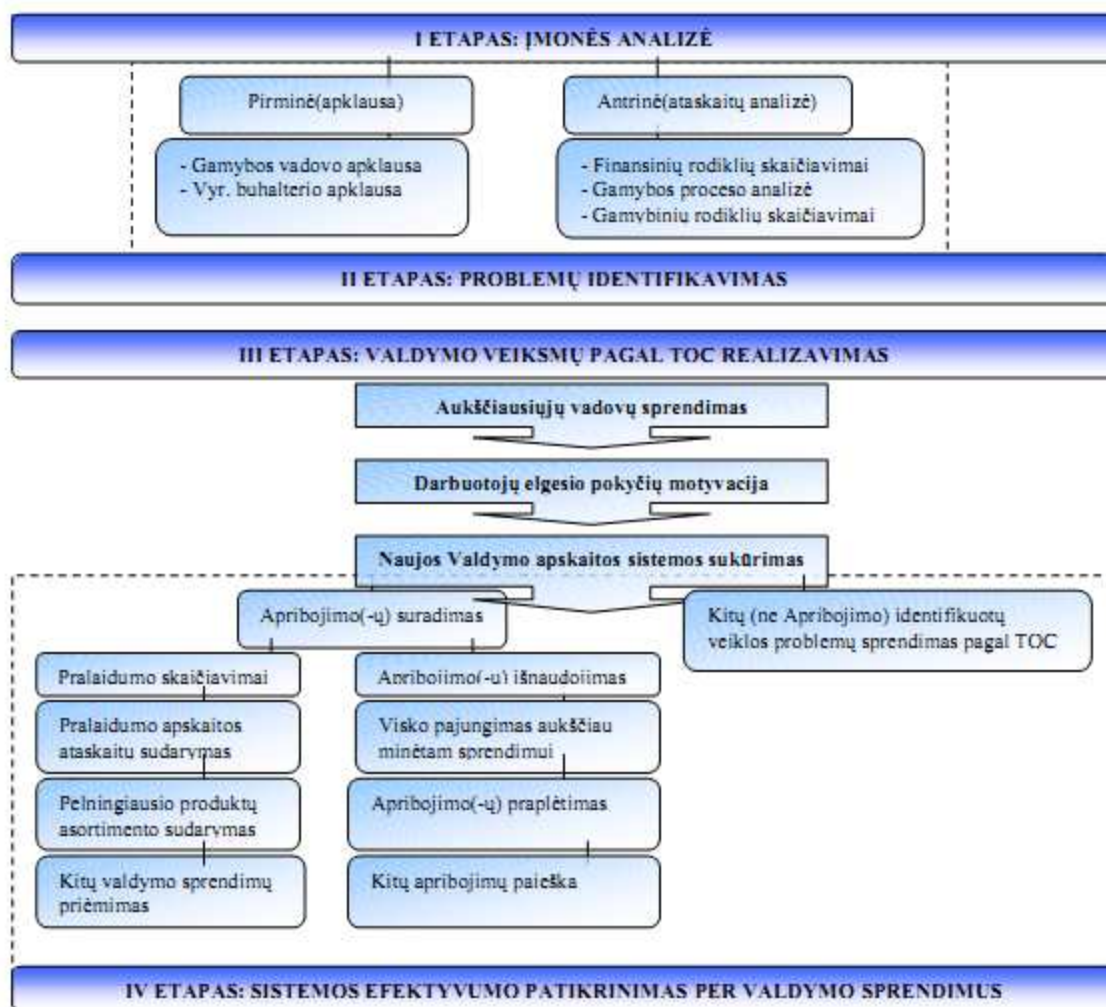 I ETAPAS: ĮMONĖS ANALIZĖ
Pirminė(apklausa)
Antrinė(ataskaitų analizė)
- Gamybos vadovo apklausa
- Vyr. buhalterio apklausa
- Finansinių rodiklių skaičiavimai
- Gamybos proceso analizė
- Gamybinių rodiklių skaičiavimai
II ETAPAS: PROBLEMŲ IDENTIFIKAVIMAS
III ETAPAS: VALDYMO VEIKSMŲ PAGAL TOC REALIZAVIMAS
Aukščiausiųjų vadovų sprendimas
Darbuotojų elgesio pokyčių motyvacija
Naujos Valdymo apskaitos sistemos sukūrimas
Apribojimo(-ų) suradimas
Kitų (ne Apribojimo) identifikuotų
veiklos problemų sprendimas pagal TOC
Pralaidumo skaičiavimai
Pralaidumo apskaitos
ataskaitų sudarymas
Pelningiausio produktų
asortimento sudarymas
Kitų valdymo sprendimų
priėmimas
Apribojimo(-ų) išnaudojimas
Visko pajungimas aukščiau
minėtam sprendimui
Apribojimo(-ų) praplėtimas
Kitų apribojimų paieška
IV ETAPAS: SISTEMOS EFEKTYVUMO PATIKRINIMAS PER VALDYMO SPRENDIMUS